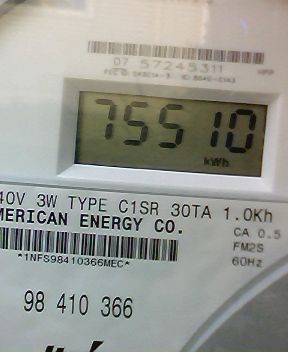 07 57245311
75510
kWh
40V 3W TYPE C1SR 30TA 1.0Kh
MERICAN ENERGY CO.
CA 0.5
FM2S
*1NFS98410366MEC*
60Hz
98 410 366